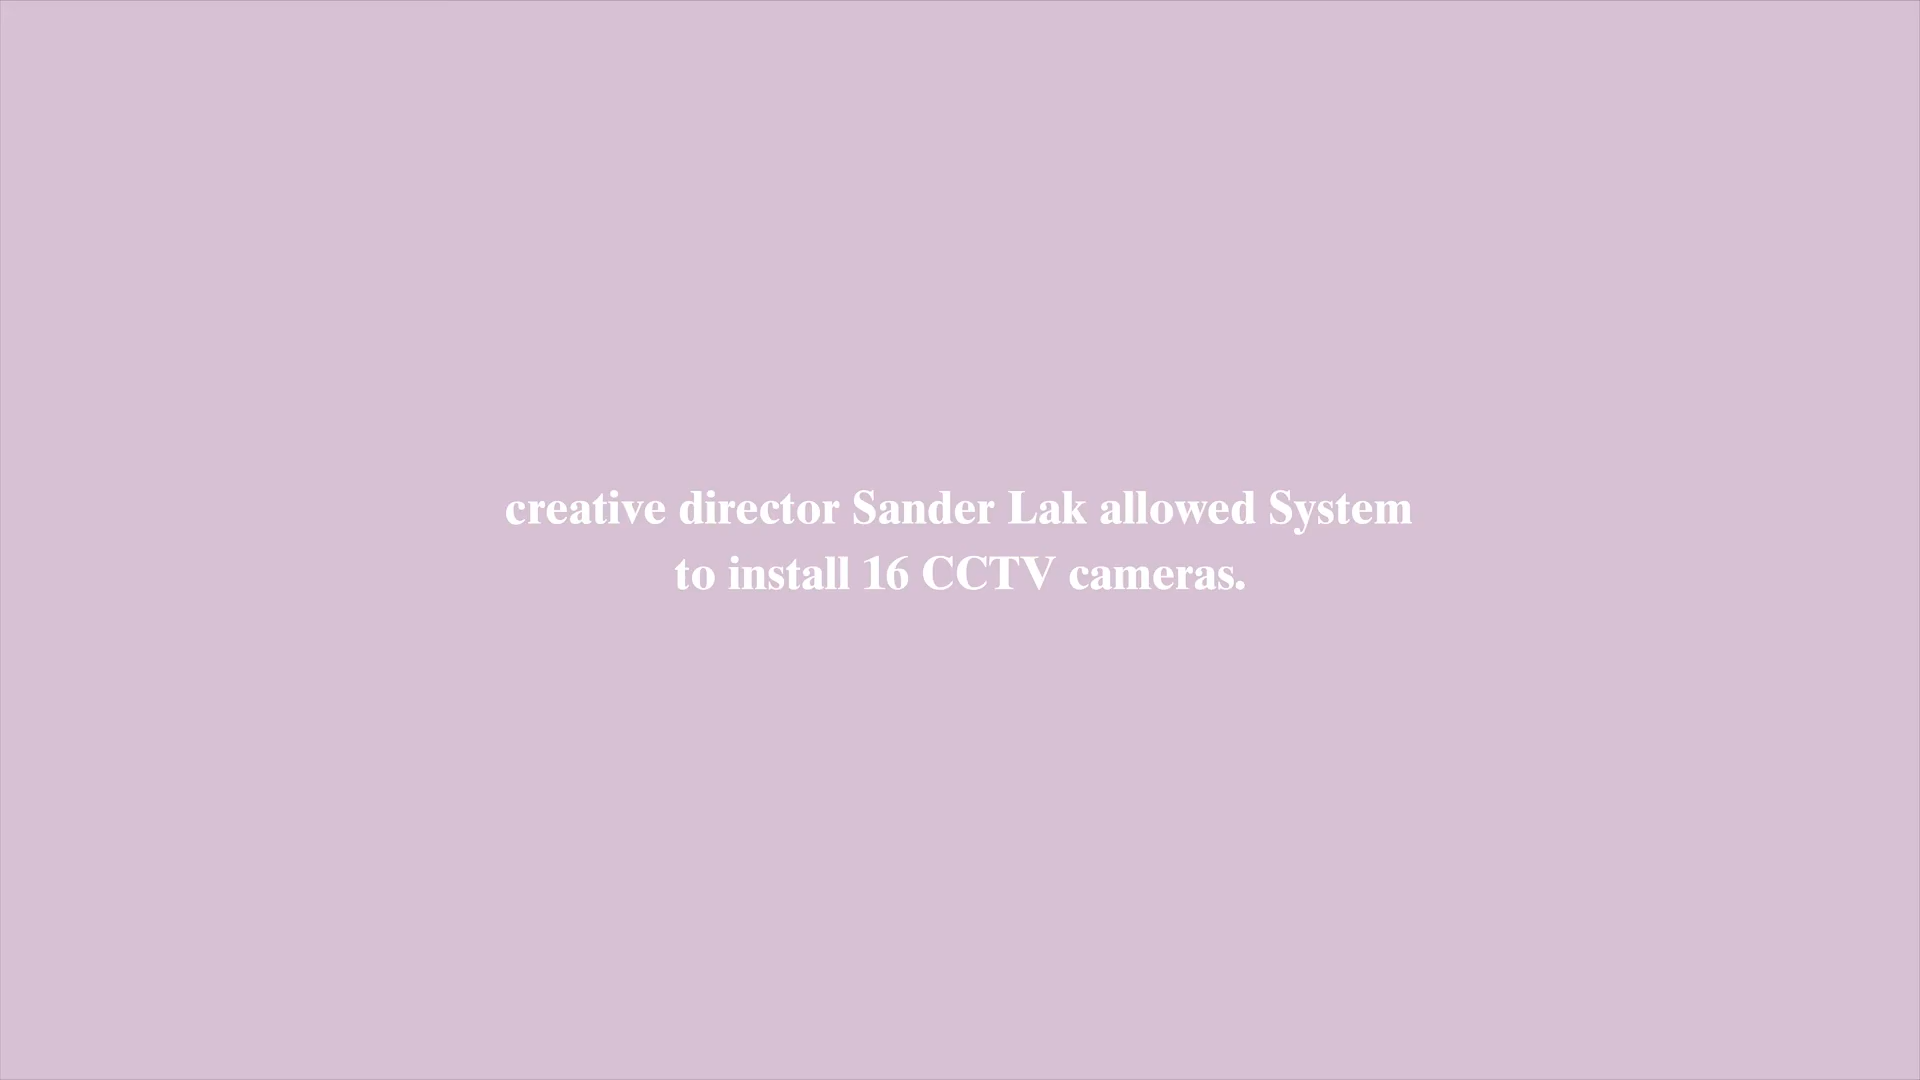 creative director Sander Lak allowed System
to install 16 CCTV cameras.